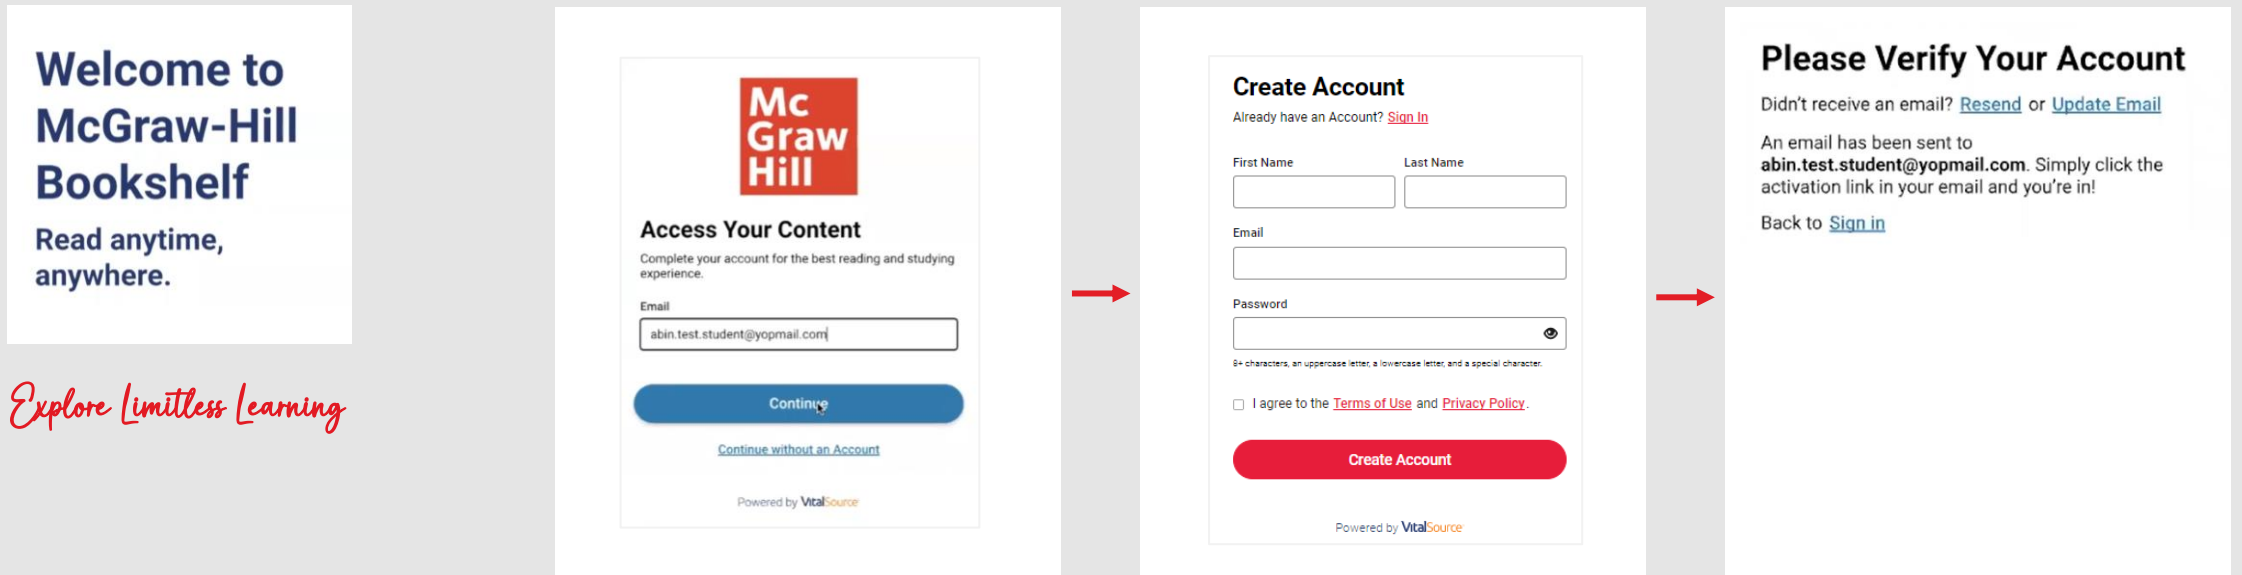 Welcome to
McGraw-Hill
Bookshelf
Read anytime,
anywhere.
Explore Limitless Learning
Mc
Graw
Hill
Access Your Content
Complete your account for the best reading and studying
experience.
Email
abin.test.student@yopmail.com
Continue
Continue without an Account
Powered by VitalSource
Create Account
Already have an Account? Sign In
First Name Last Name
Email
Password
8+ characters, an uppercase letter, a lowercase letter, and a special character.
I agree to the Terms of Use and Privacy Policy.
Create Account
Powered by VitalSource
Please Verify Your Account
Didn't receive an email? Resend or Update Email
An email has been sent to
abin.test.student@yopmail.com. Simply click the
activation link in your email and you're in!
Back to Sign in